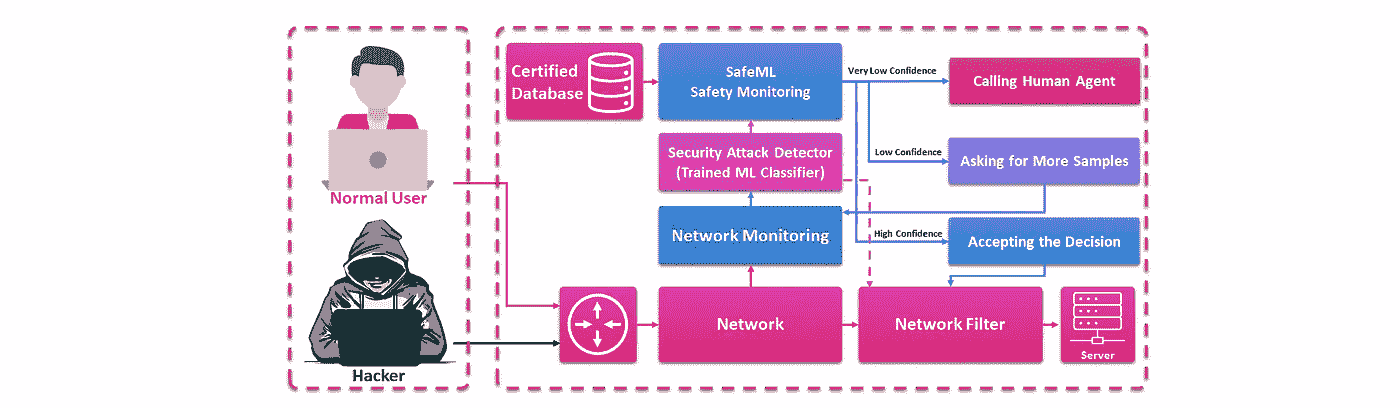 Normal User
Hacker
Certified
Database
SafeML
Safety Monitoring
Very Low Confidence
Calling Human Agent
Security Attack Detector
(Trained ML Classifier)
Low Confidence
Asking for More Samples
Network Monitoring
High Confidence
Accepting the Decision
Network
Network Filter
Server